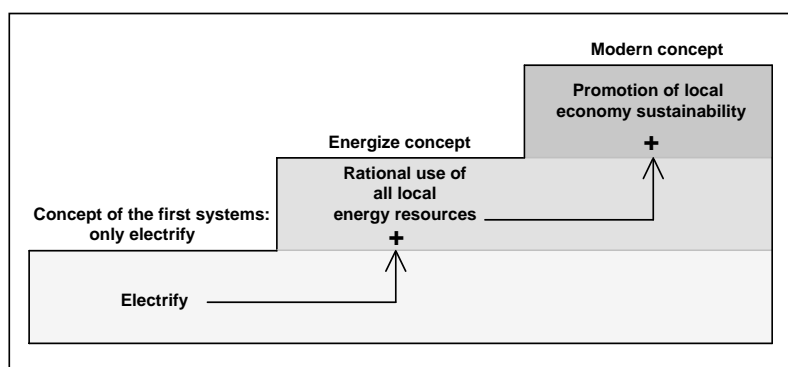 Modern concept
Promotion of local
economy sustainability
+
Energize concept
Rational use of
all local
energy resources
+
Concept of the first systems:
only electrify
Electrify